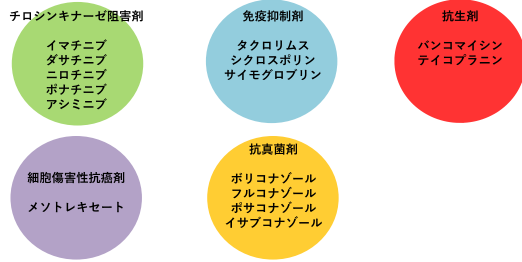 チロシンキナーゼ阻害剤
イマチニブ
ダサチニブ
ニロチニブ
ポナチニブ
アシミニブ
免疫抑制剤
タクロリムス
シクロスポリン
サイモグロブリン
抗生剤
バンコマイシン
テイコプラニン
細胞傷害性抗癌剤
メソトレキセート
抗真菌剤
ボリコナゾール
フルコナゾール
ポサコナゾール
イサブコナゾール